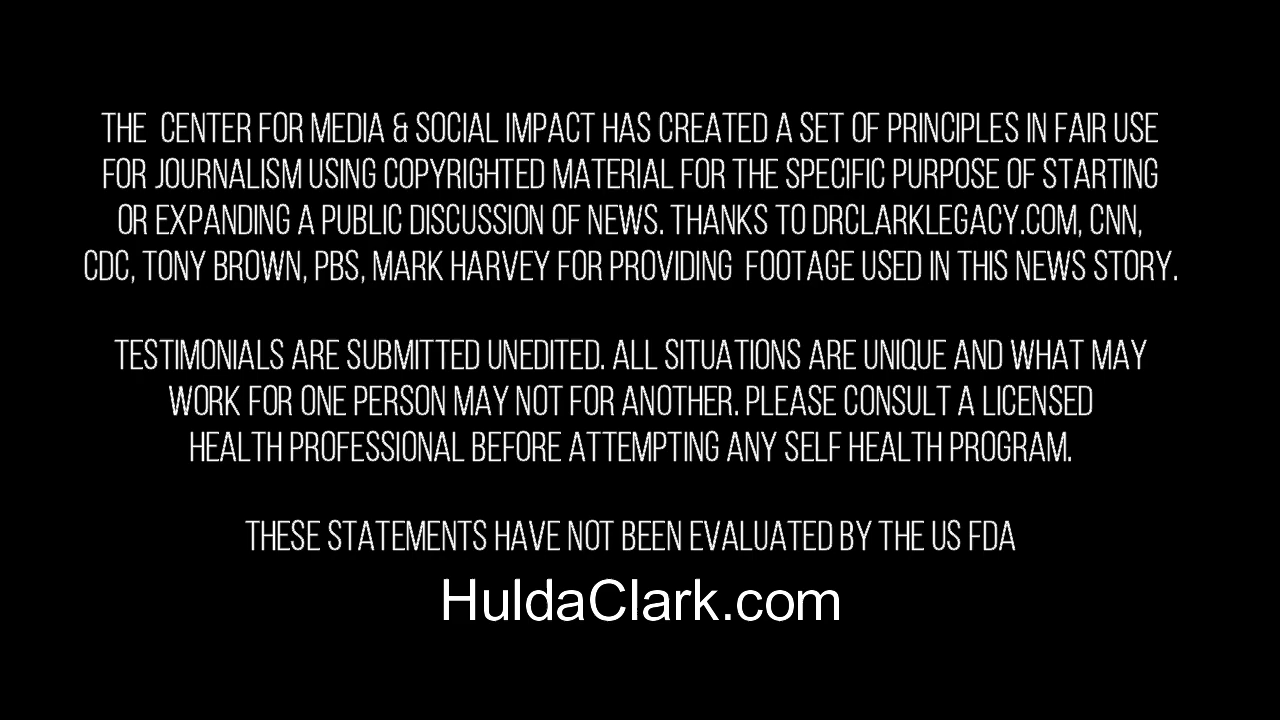 THE CENTER FOR MEDIA & SOCIAL IMPACT HAS CREATED A SET OF PRINCIPLES IN FAIR USE
FOR JOURNALISM USING COPYRIGHTED MATERIAL FOR THE SPECIFIC PURPOSE OF STARTING
OR EXPANDING A PUBLIC DISCUSSION OF NEWS. THANKS TO DRCLARKLEGACY.COM, CNN,
CDC, TONY BROWN, PBS, MARK HARVEY FOR PROVIDING FOOTAGE USED IN THIS NEWS STORY.
TESTIMONIALS ARE SUBMITTED UNEDITED. ALL SITUATIONS ARE UNIQUE AND WHAT MAY
WORK FOR ONE PERSON MAY NOT FOR ANOTHER. PLEASE CONSULT A LICENSED
HEALTH PROFESSIONAL BEFORE ATTEMPTING ANY SELF HEALTH PROGRAM.
THESE STATEMENTS HAVE NOT BEEN EVALUATED BY THE US FDA
HuldaClark.com